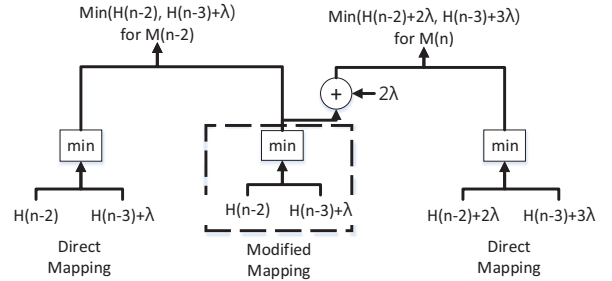 Min(H(n-2), H(n-3)+λ)
for M(n-2)
Min(H(n-2)+2λ, H(n-3)+3λ)
for M(n)
+
2λ
min
min
min
H(n-2)
H(n-3)+λ
H(n-2)
H(n-3)+λ
H(n-2)+2λ
H(n-3)+3λ
Direct
Mapping
Modified
Mapping
Direct
Mapping